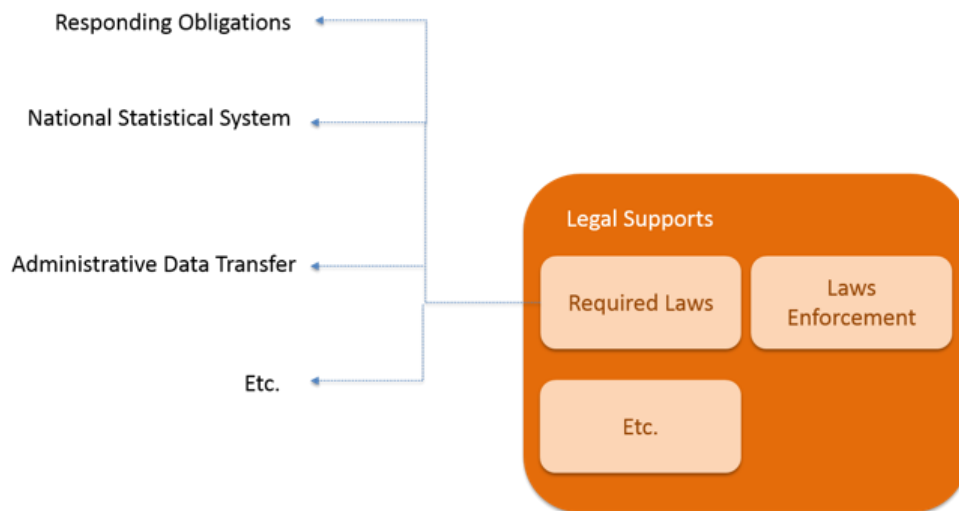 Responding Obligations
National Statistical System
Administrative Data Transfer
Etc.
Legal Supports
Required Laws
Laws
Enforcement
Etc.